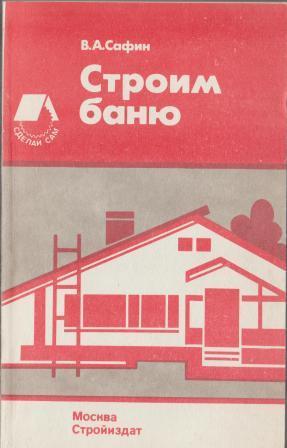 В.А.Сафин
Строим
баню
СДЕЛАЙ САМ
Москва
Стройиздат